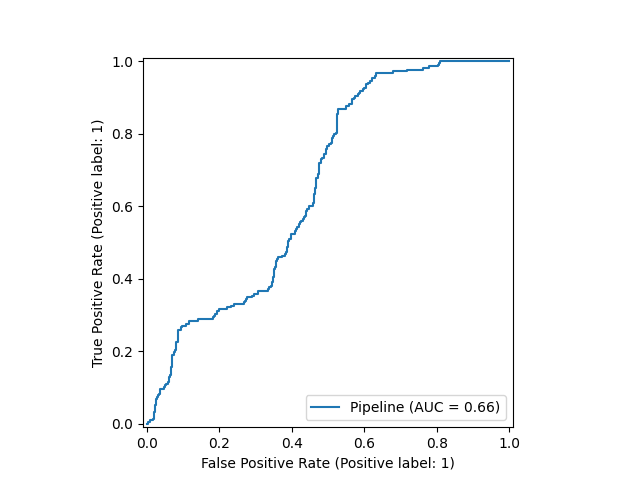 1.0
0.8
0.6
0.4
0.2
0.0
True Positive Rate (Positive label: 1)
Pipeline (AUC = 0.66)
0.0 0.2 0.4 0.6 0.8 1.0
False Positive Rate (Positive label: 1)